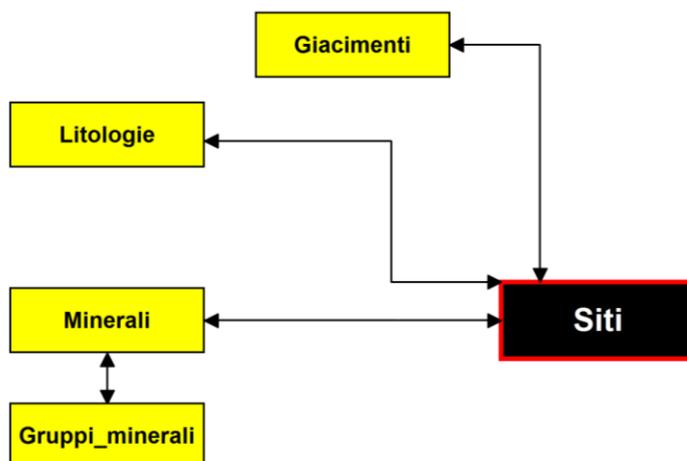 Giacimenti
Litologie
Minerali
Siti
Gruppi_minerali